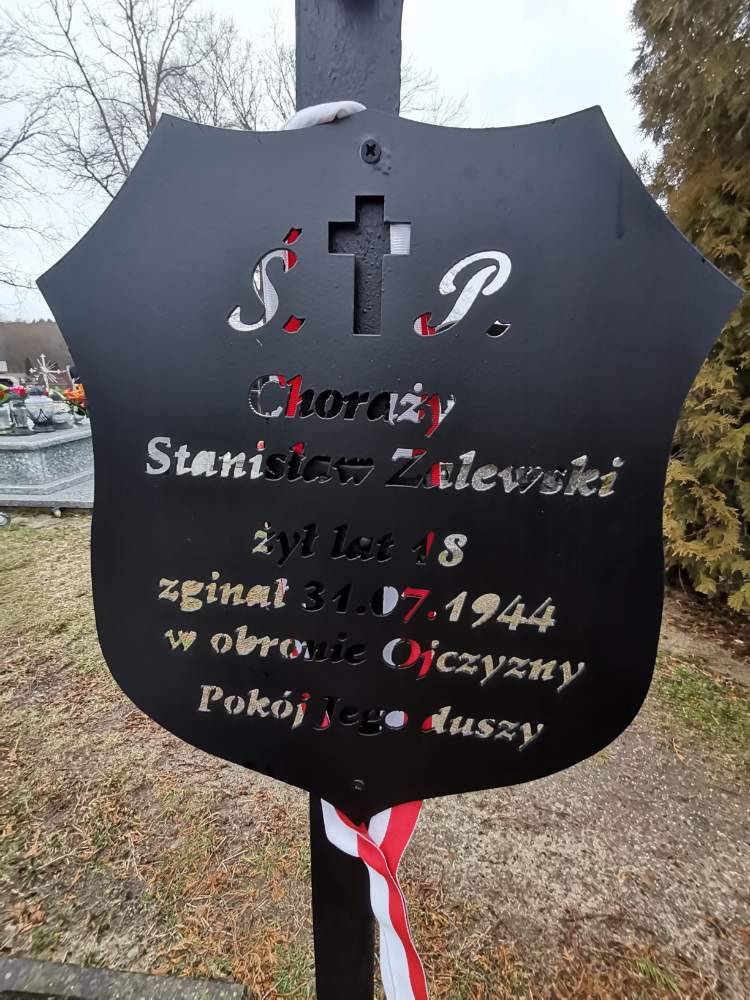 Ś. P.
Chorąży
Stanisław Zalewski
żył lat 18
zginął 31.07.1944
w obronie Ojczyzny
Pokój Jego duszy